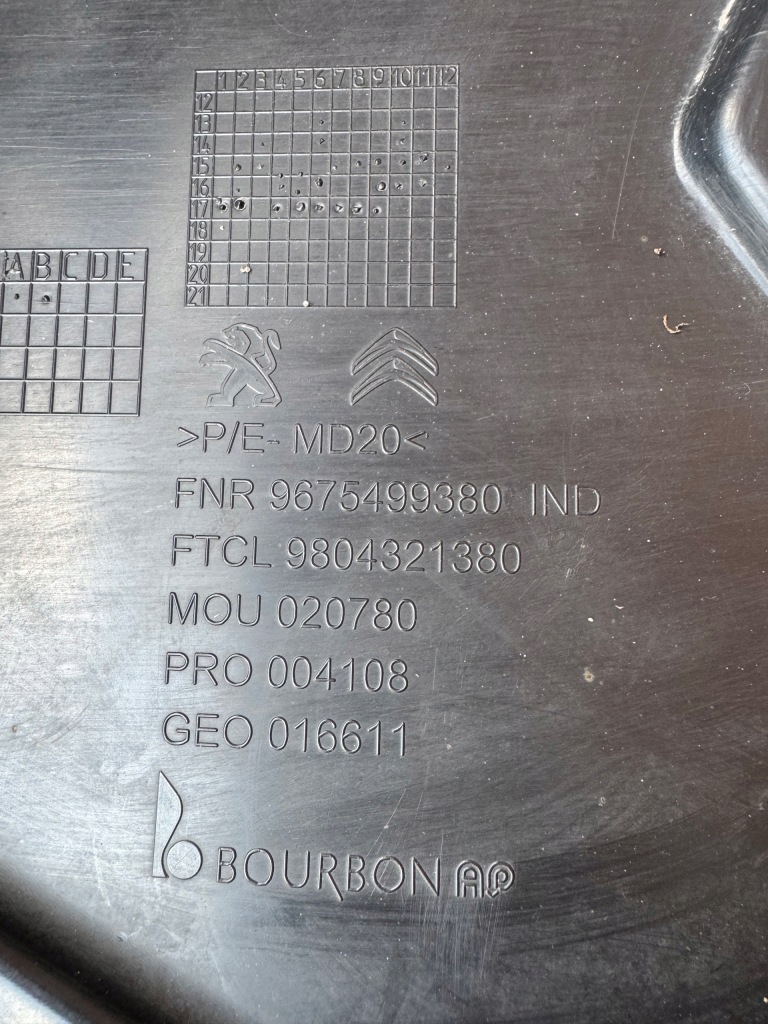 1 2 3 4 5 6 7 8 9 10 11 12
12
13
14
15
16
17
18
19
20
21
A B C D E
>P/E- MD20<
FNR 9675499380 IND
FTCL 9804321380
MOU 020780
PRO 004108
GEO 016611
BOURBON AP